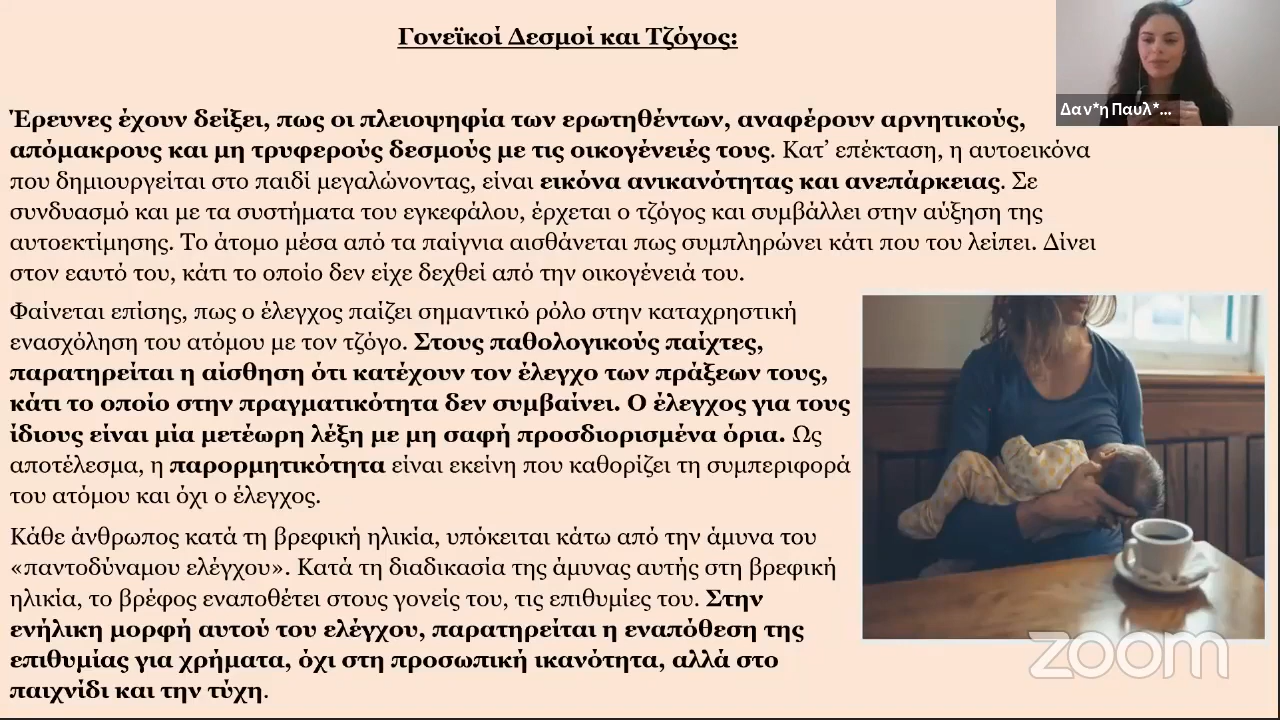 Γονεϊκοί Δεσμοί και Τζόγος:
Δαν*η Παυλ*...
Έρευνες έχουν δείξει, πως οι πλειοψηφία των ερωτηθέντων, αναφέρουν αρνητικούς,
απόμακρους και μη τρυφερούς δεσμούς με τις οικογένειές τους. Κατ' επέκταση, η αυτοεικόνα
που δημιουργείται στο παιδί μεγαλώνοντας, είναι εικόνα ανικανότητας και ανεπάρκειας. Σε
συνδυασμό και με τα συστήματα του εγκεφάλου, έρχεται ο τζόγος και συμβάλλει στην αύξηση της
αυτοεκτίμησης. Το άτομο μέσα από τα παίγνια αισθάνεται πως συμπληρώνει κάτι που του λείπει. Δίνει
στον εαυτό του, κάτι το οποίο δεν είχε δεχθεί από την οικογένειά του.
Φαίνεται επίσης, πως ο έλεγχος παίζει σημαντικό ρόλο στην καταχρηστική
ενασχόληση του ατόμου με τον τζόγο. Στους παθολογικούς παίχτες,
παρατηρείται η αίσθηση ότι κατέχουν τον έλεγχο των πράξεων τους,
κάτι το οποίο στην πραγματικότητα δεν συμβαίνει. Ο έλεγχος για τους
ίδιους είναι μία μετέωρη λέξη με μη σαφή προσδιορισμένα όρια. Ως
αποτέλεσμα, η παρορμητικότητα είναι εκείνη που καθορίζει τη συμπεριφορά
του ατόμου και όχι ο έλεγχος.
Κάθε άνθρωπος κατά τη βρεφική ηλικία, υπόκειται κάτω από την άμυνα του
«παντοδύναμου ελέγχου». Κατά τη διαδικασία της άμυνας αυτής στη βρεφική
ηλικία, το βρέφος εναποθέτει στους γονείς του, τις επιθυμίες του. Στην
ενήλικη μορφή αυτού του ελέγχου, παρατηρείται η εναπόθεση της
επιθυμίας για χρήματα, όχι στη προσωπική ικανότητα, αλλά στο
παιχνίδι και την τύχη.
zoom